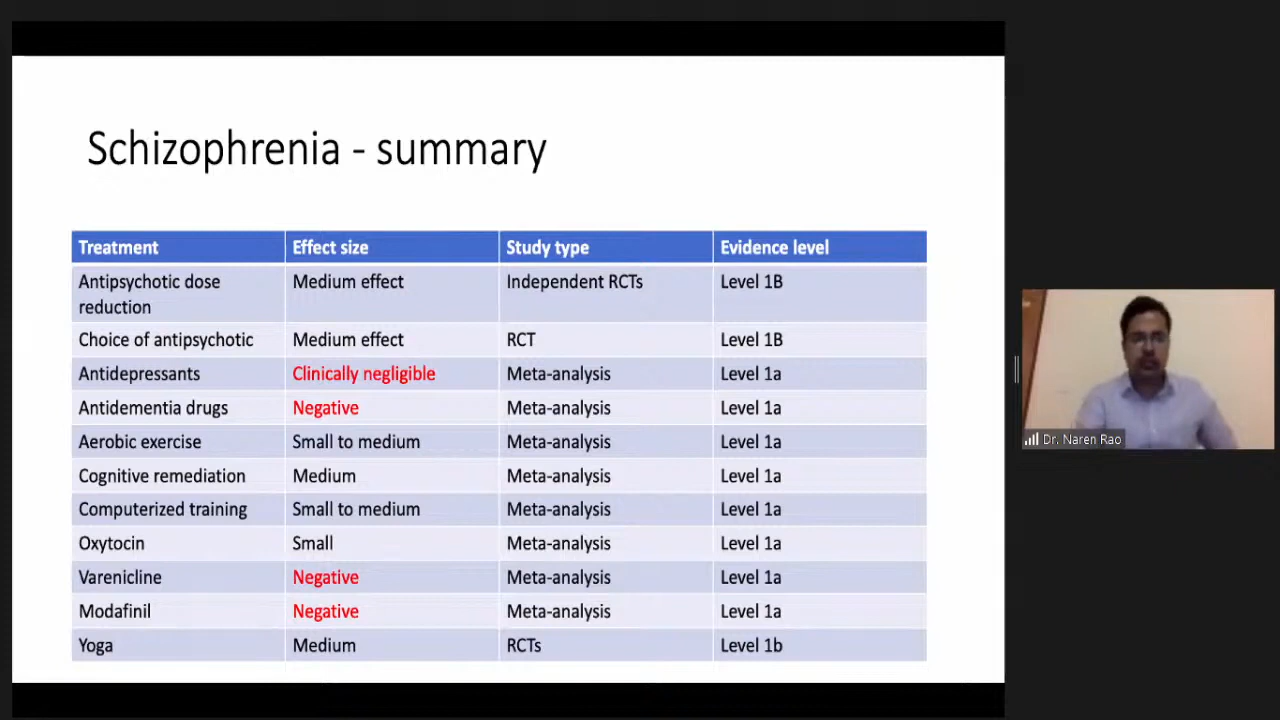 Schizophrenia - summary
Treatment Effect size Study type Evidence level
Antipsychotic dose Medium effect Independent RCTs Level 1B
reduction
Choice of antipsychotic Medium effect RCT Level 1B
Antidepressants Clinically negligible Meta-analysis Level 1a
Antidementia drugs Negative Meta-analysis Level 1a
Aerobic exercise Small to medium Meta-analysis Level 1a
Cognitive remediation Medium Meta-analysis Level 1a
Computerized training Small to medium Meta-analysis Level 1a
Oxytocin Small Meta-analysis Level 1a
Varenicline Negative Meta-analysis Level 1a
Modafinil Negative Meta-analysis Level 1a
Yoga Medium RCTs Level 1b
Dr. Naren Rao